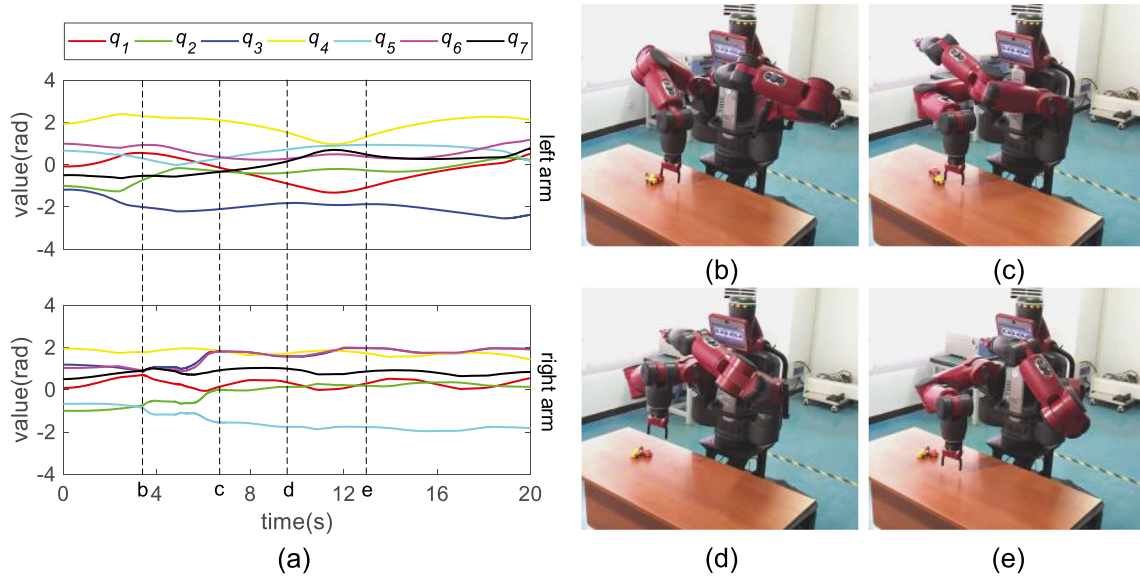 q1 q2 q3 q4 q5 q6 q7
4
2
0
-2
-4
value(rad)
left arm
4
2
0
-2
-4
value(rad)
right arm
0 b 4 c 8 d 12 e 16 20
time(s)
(a)
(b) (c)
(d) (e)